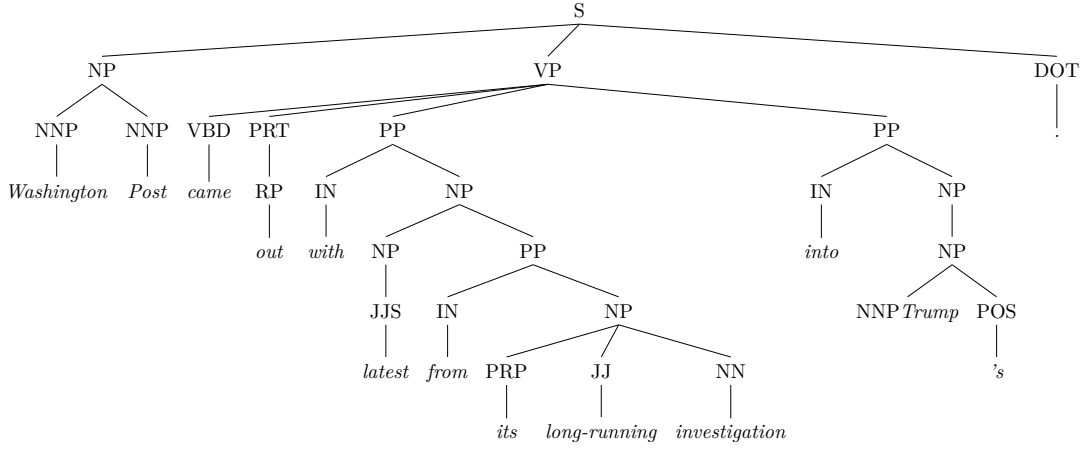 S
NP VP DOT
NNP NNP VBD PRT PP PP .
Washington Post came RP IN NP IN NP
out with NP PP into NP
JJS IN NP NNP Trump POS
latest from PRP JJ NN 's
its long-running investigation